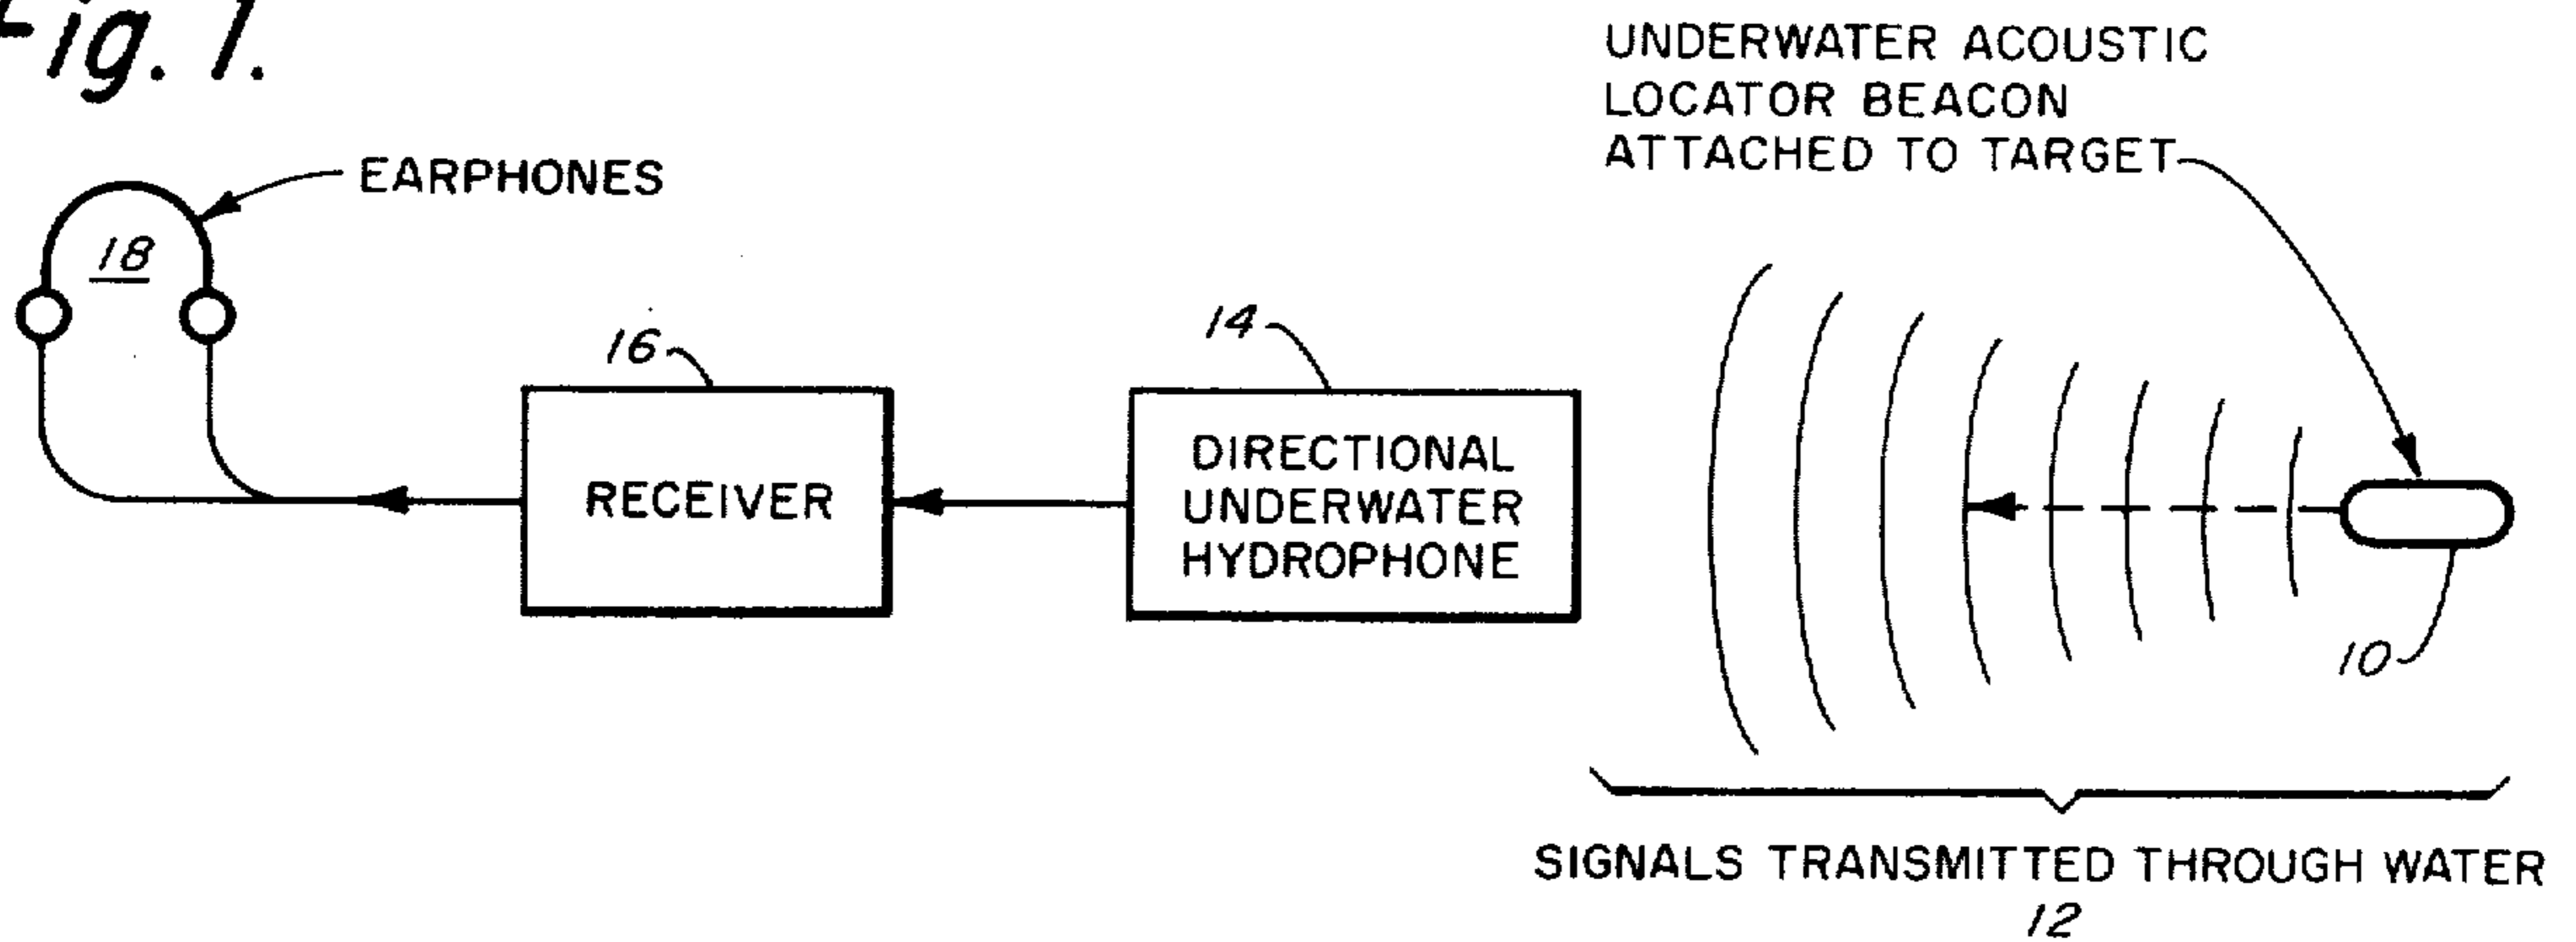 Fig. 1.
UNDERWATER ACOUSTIC
LOCATOR BEACON
ATTACHED TO TARGET
EARPHONES
18
16
14
RECEIVER
DIRECTIONAL
UNDERWATER
HYDROPHONE
10
SIGNALS TRANSMITTED THROUGH WATER
12